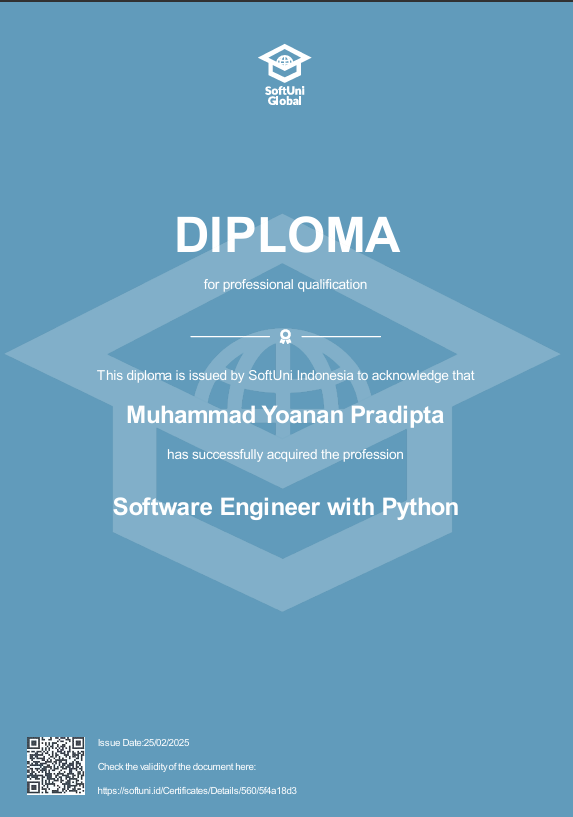 SoftUni
Global
DIPLOMA
for professional qualification
This diploma is issued by SoftUni Indonesia to acknowledge that
Muhammad Yoanan Pradipta
has successfully acquired the profession
Software Engineer with Python
Issue Date:25/02/2025
Check the validity of the document here:
https://softuni.id/Certificates/Details/560/5f4a18d3